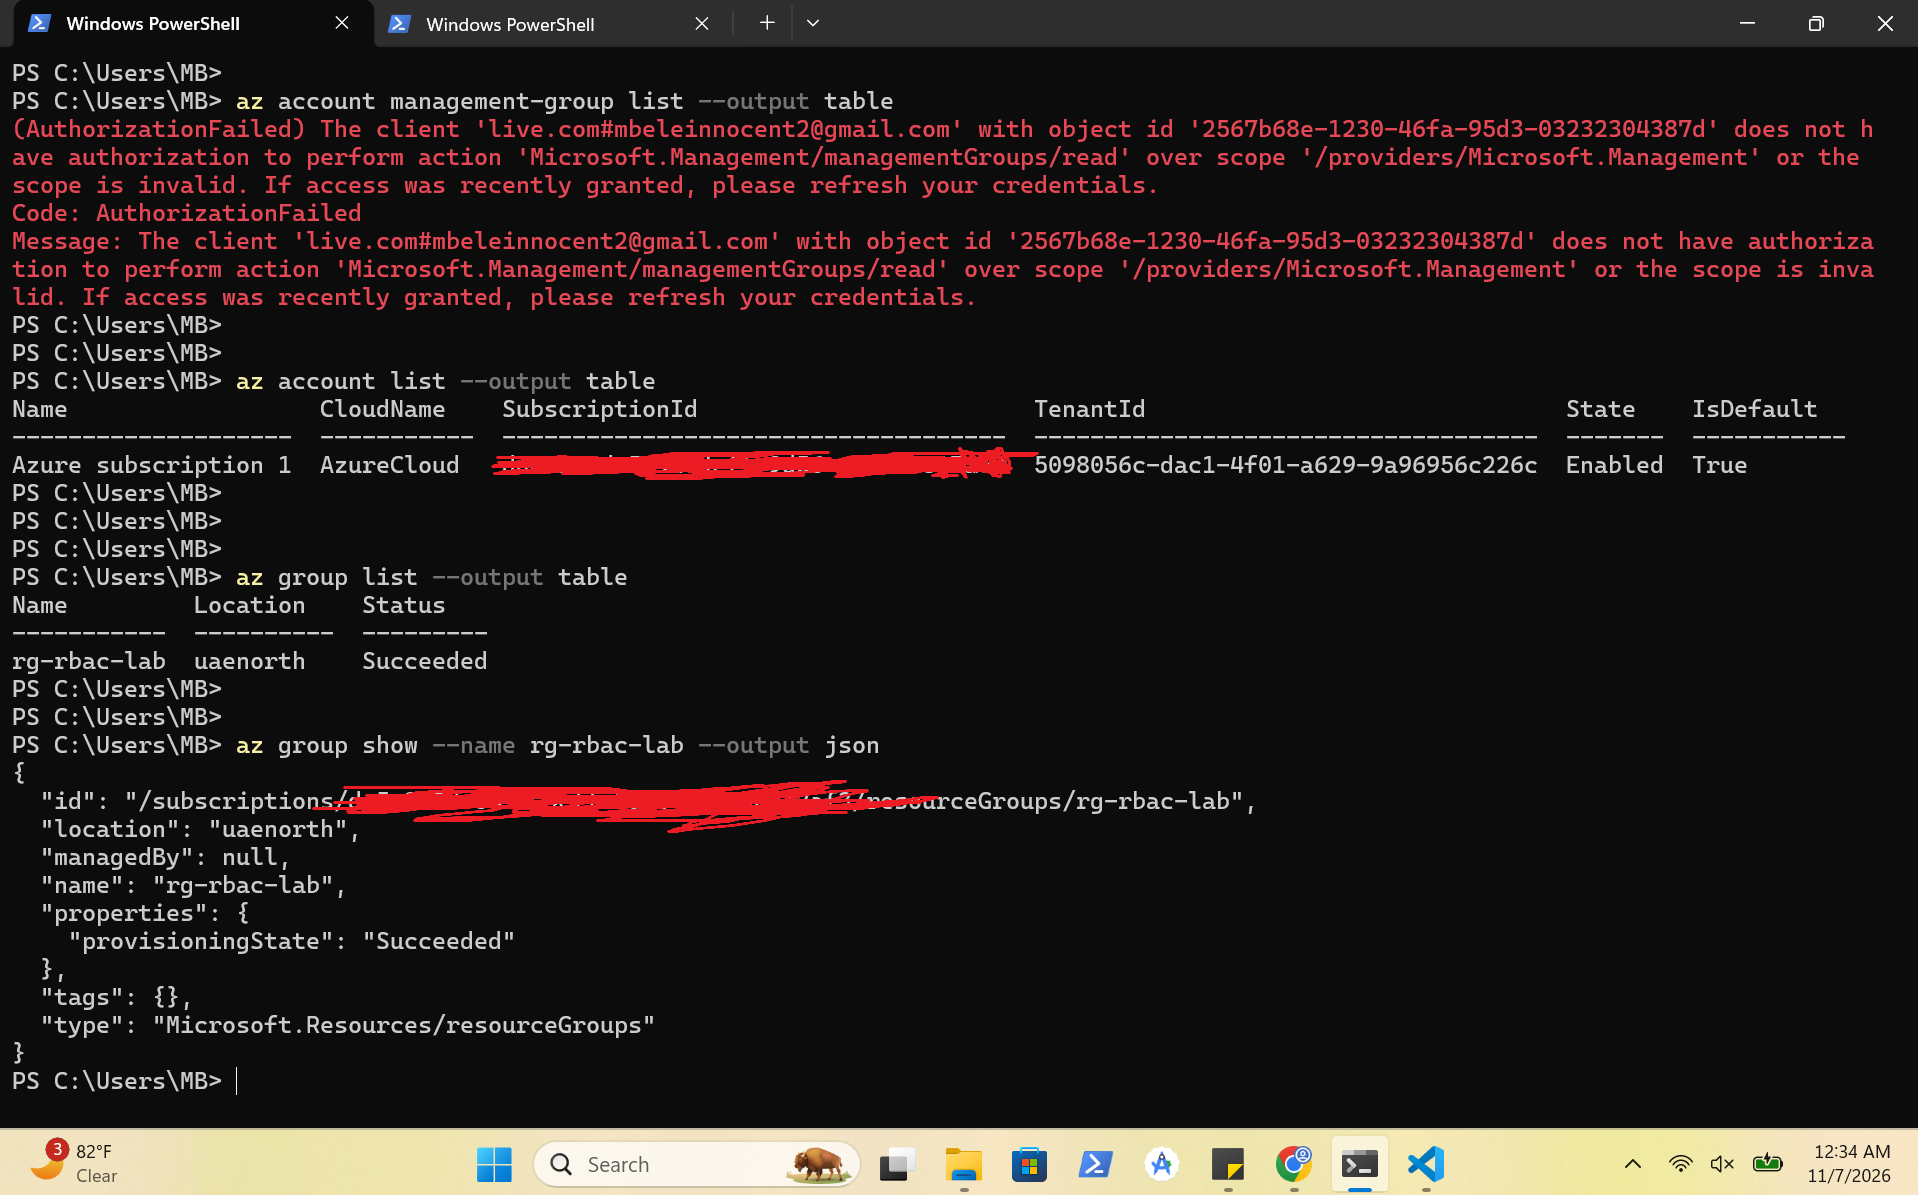 Windows PowerShell
Windows PowerShell
PS C:\Users\MB>
PS C:\Users\MB> az account management-group list --output table
(AuthorizationFailed) The client 'live.com#mbeleinnocent2@gmail.com' with object id '2567b68e-1230-46fa-95d3-03232304387d' does not h
ave authorization to perform action 'Microsoft.Management/managementGroups/read' over scope '/providers/Microsoft.Management' or the
scope is invalid. If access was recently granted, please refresh your credentials.
Code: AuthorizationFailed
Message: The client 'live.com#mbeleinnocent2@gmail.com' with object id '2567b68e-1230-46fa-95d3-03232304387d' does not have authoriza
tion to perform action 'Microsoft.Management/managementGroups/read' over scope '/providers/Microsoft.Management' or the scope is inva
lid. If access was recently granted, please refresh your credentials.
PS C:\Users\MB>
PS C:\Users\MB>
PS C:\Users\MB> az account list --output table
Name CloudName SubscriptionId TenantId State IsDefault
-------------------- ----------- ------------------------------------ ------------------------------------ ------- -----------
Azure subscription 1 AzureCloud 5098056c-dac1-4f01-a629-9a96956c226c Enabled True
PS C:\Users\MB>
PS C:\Users\MB>
PS C:\Users\MB>
PS C:\Users\MB> az group list --output table
Name Location Status
----------- ---------- ---------
rg-rbac-lab uaenorth Succeeded
PS C:\Users\MB>
PS C:\Users\MB>
PS C:\Users\MB> az group show --name rg-rbac-lab --output json
{
"id": "/subscriptions/ /resourceGroups/rg-rbac-lab",
"location": "uaenorth",
"managedBy": null,
"name": "rg-rbac-lab",
"properties": {
"provisioningState": "Succeeded"
},
"tags": {},
"type": "Microsoft.Resources/resourceGroups"
}
PS C:\Users\MB>
3
82°F
Clear
Search
12:34 AM
11/7/2026